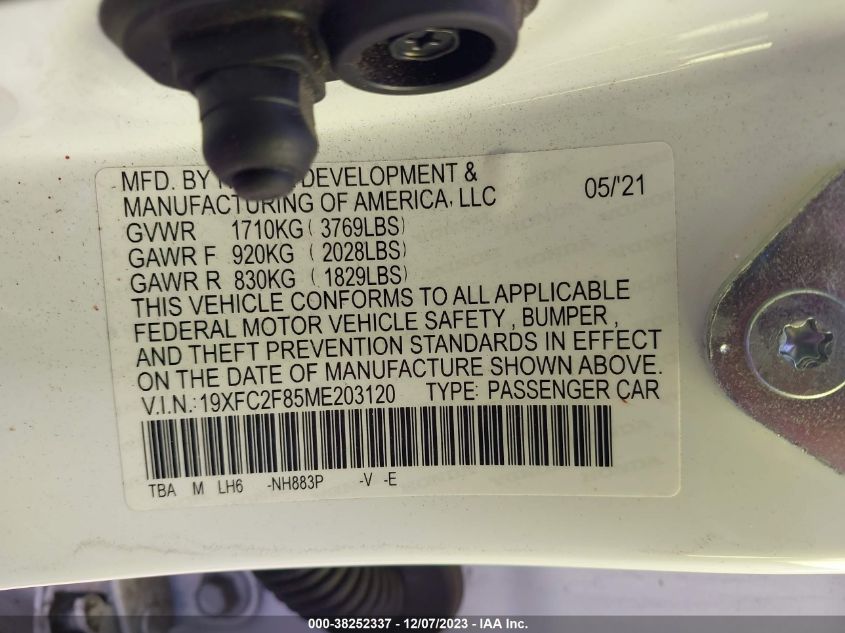 MFD. BY DEVELOPMENT & 05/'21
MANUFACTURING OF AMERICA, LLC
GVWR 1710KG ( 3769LBS)
GAWR F 920KG ( 2028LBS)
GAWR R 830KG ( 1829LBS)
THIS VEHICLE CONFORMS TO ALL APPLICABLE
FEDERAL MOTOR VEHICLE SAFETY , BUMPER ,
AND THEFT PREVENTION STANDARDS IN EFFECT
ON THE DATE OF MANUFACTURE SHOWN ABOVE.
V.I.N.:19XFC2F85ME203120 TYPE: PASSENGER CAR
TBA M LH6 -NH883P -V -E
000-38252337 - 12/07/2023 - IAA Inc.